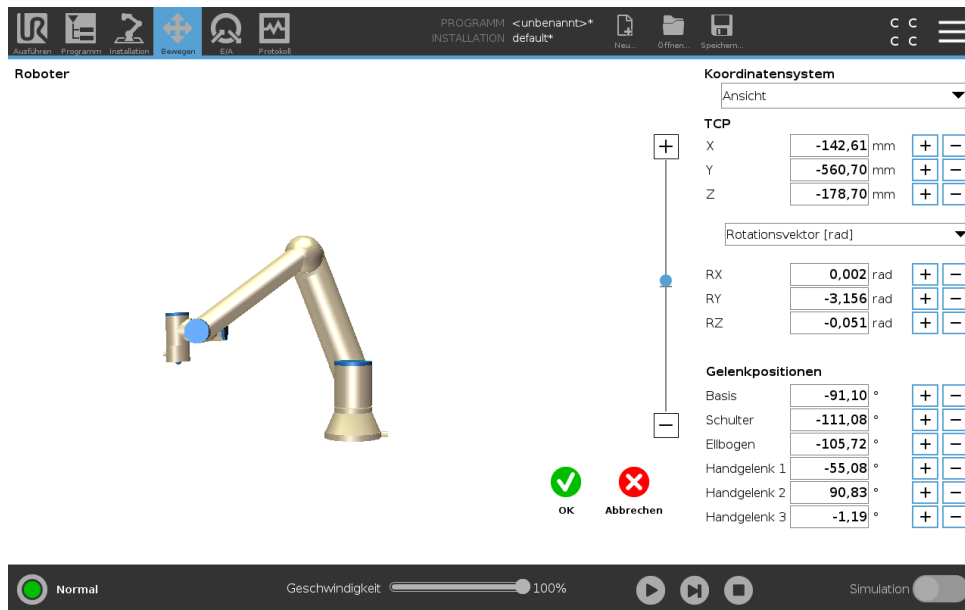 PROGRAMM <unbenannt>*
INSTALLATION default*
Ausführen Programm Installation Bewegen E/A Protokoll Neu... Öffnen... Speichern...
C C
C C
Roboter
Koordinatensystem
Ansicht
TCP
X -142,61 mm + −
Y -560,70 mm + −
Z -178,70 mm + −
Rotationsvektor [rad]
RX 0,002 rad + −
RY -3,156 rad + −
RZ -0,051 rad + −
Gelenkpositionen
Basis -91,10 ° + −
Schulter -111,08 ° + −
Ellbogen -105,72 ° + −
Handgelenk 1 -55,08 ° + −
Handgelenk 2 90,83 ° + −
Handgelenk 3 -1,19 ° + −
OK Abbrechen
Normal Geschwindigkeit 100% Simulation